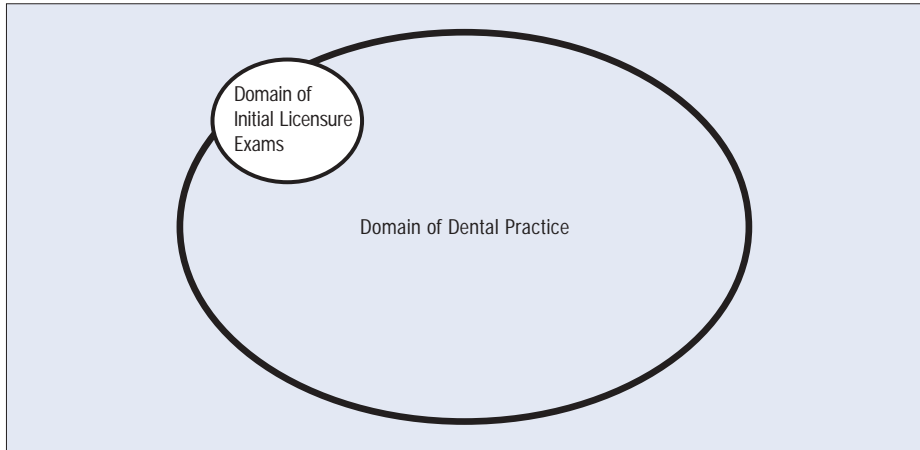 Domain of
Initial Licensure
Exams
Domain of Dental Practice